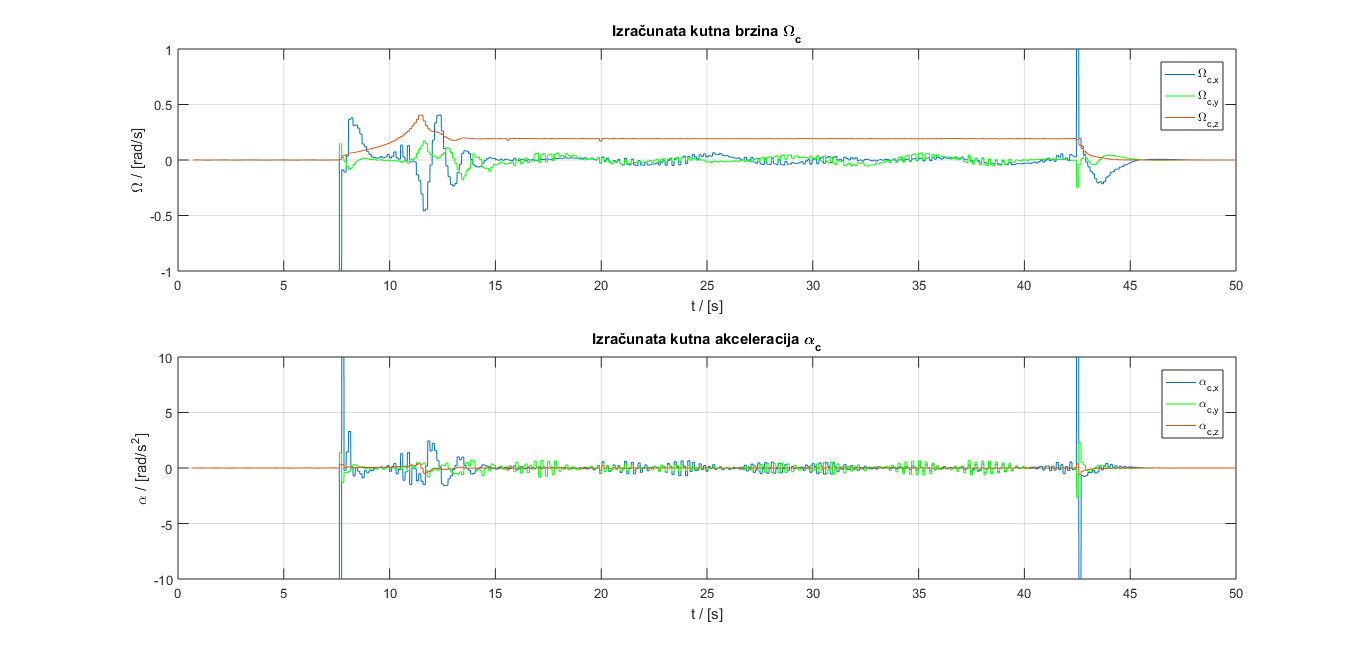 Izračunata kutna brzina Ω_c
Ω / [rad/s]
1
0.5
0
-0.5
-1
Ω_c,x
Ω_c,y
Ω_c,z
0 5 10 15 20 25 30 35 40 45 50
t / [s]
Izračunata kutna akceleracija α_c
α / [rad/s²]
10
5
0
-5
-10
α_c,x
α_c,y
α_c,z
0 5 10 15 20 25 30 35 40 45 50
t / [s]